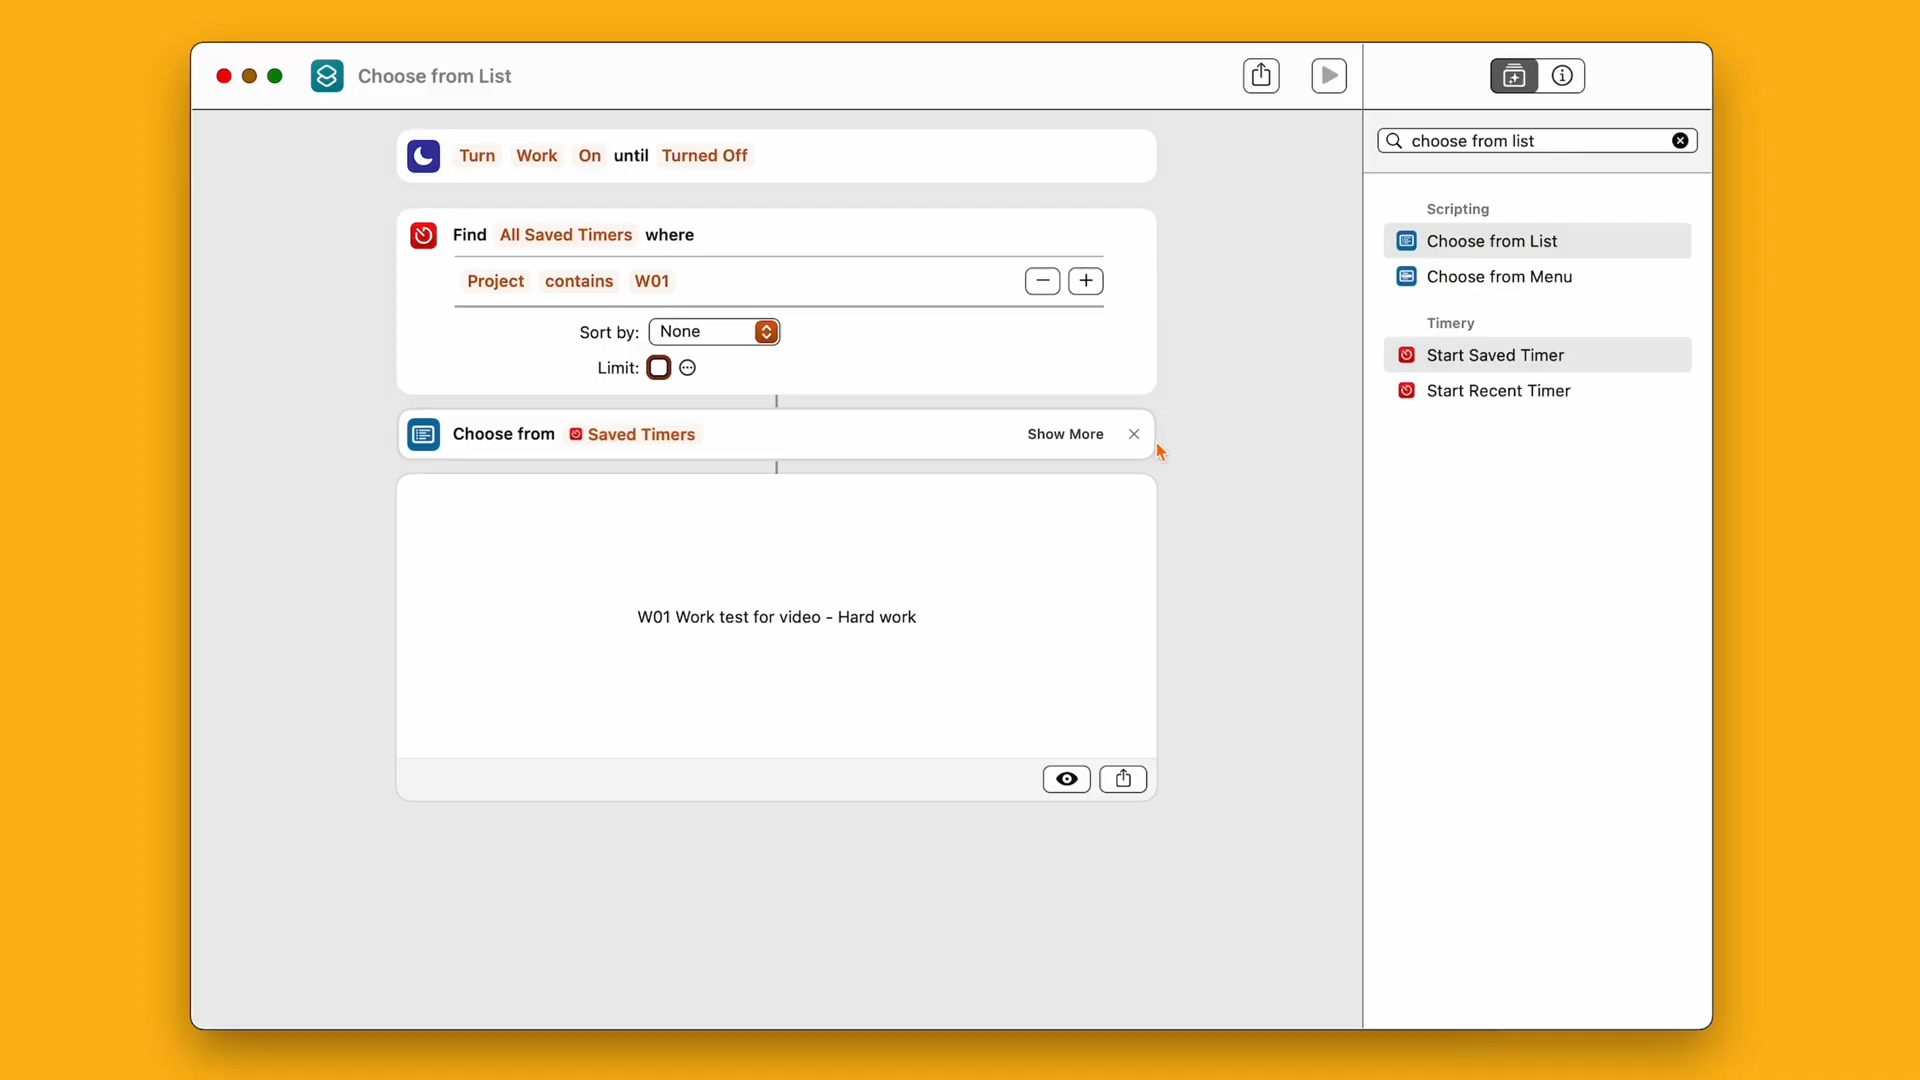 Choose from List
Turn Work On until Turned Off
Find All Saved Timers where
Project contains W01
Sort by: None
Limit:
Choose from Saved Timers Show More
W01 Work test for video - Hard work
choose from list
Scripting
Choose from List
Choose from Menu
Timery
Start Saved Timer
Start Recent Timer